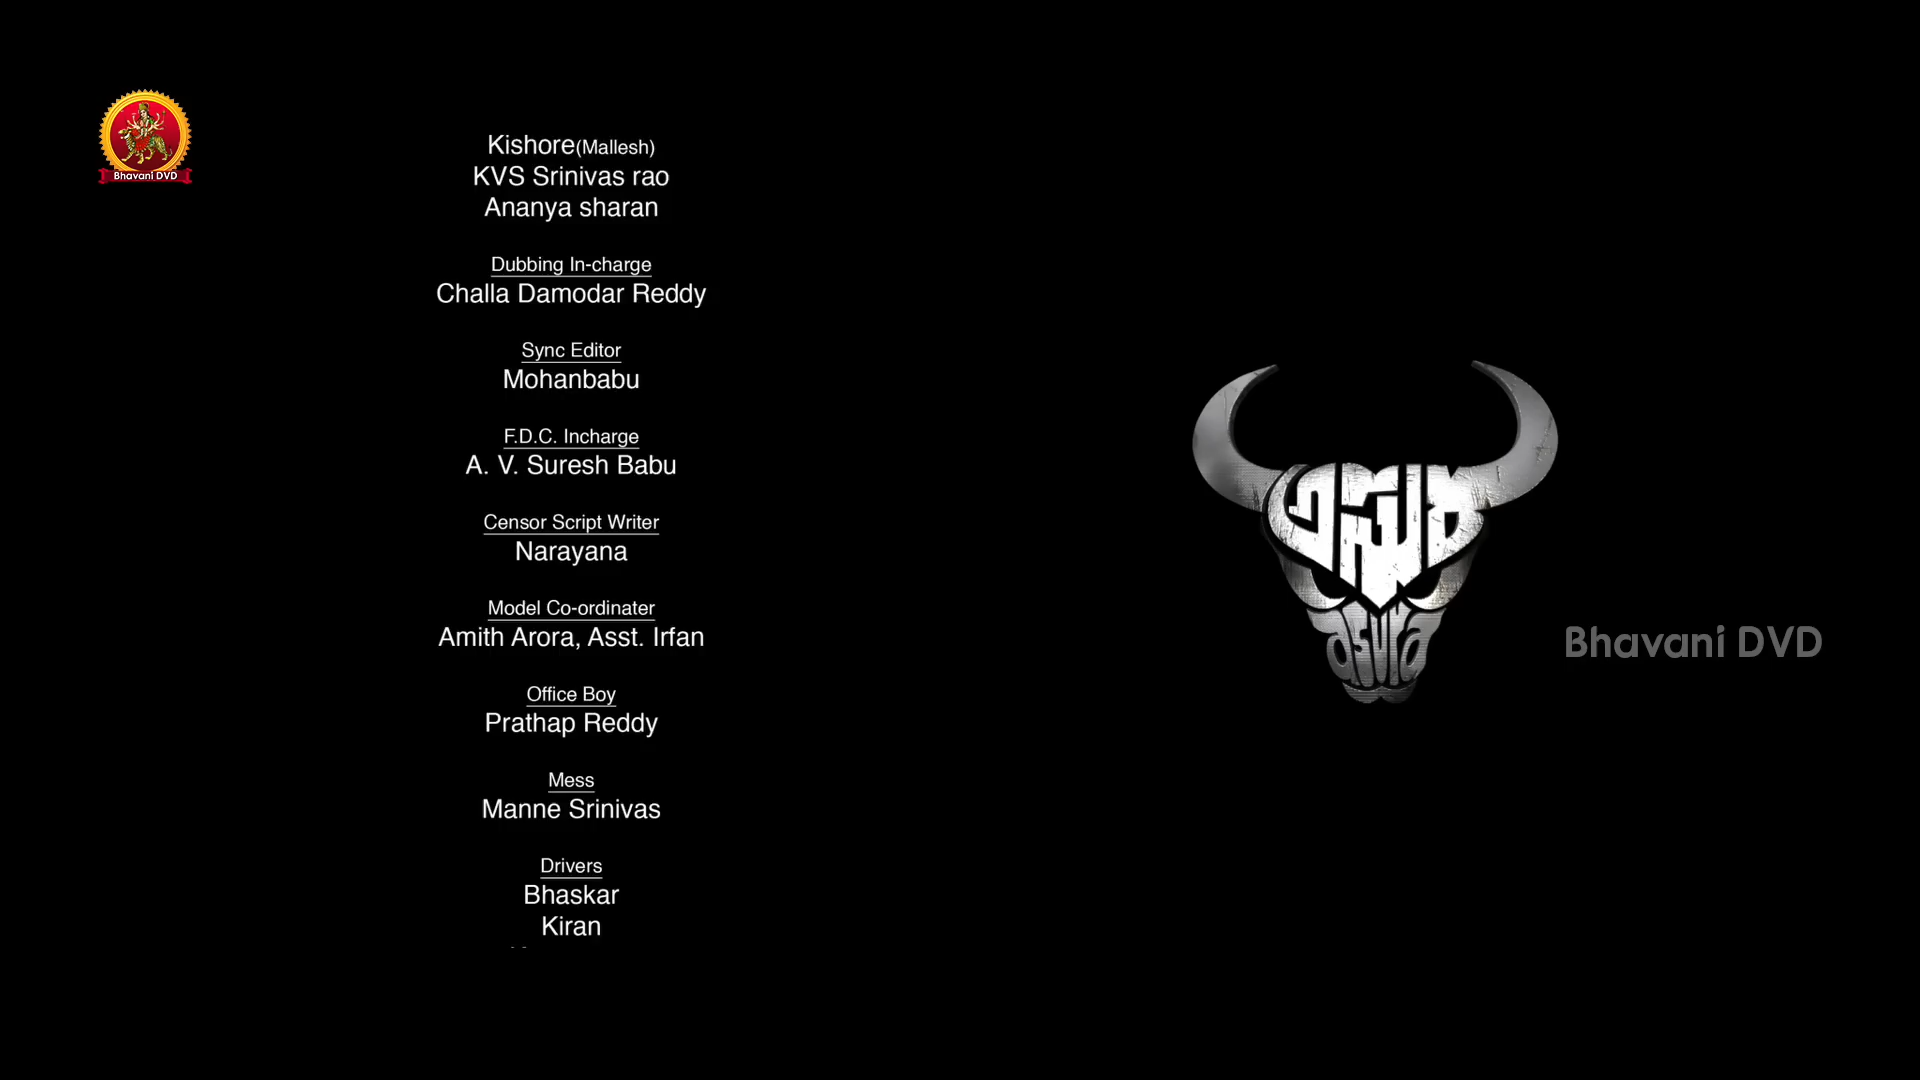 Bhavani DVD
Kishore(Mallesh)
KVS Srinivas rao
Ananya sharan
Dubbing In-charge
Challa Damodar Reddy
Sync Editor
Mohanbabu
F.D.C. Incharge
A. V. Suresh Babu
Censor Script Writer
Narayana
Model Co-ordinater
Amith Arora, Asst. Irfan
Office Boy
Prathap Reddy
Mess
Manne Srinivas
Drivers
Bhaskar
Kiran
అసుర
asura
Bhavani DVD